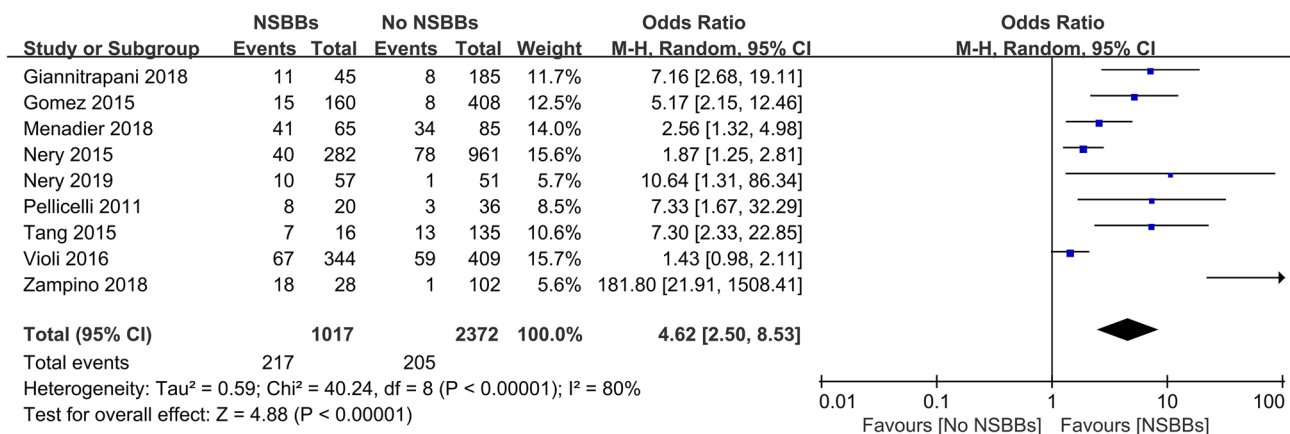 NSBBs No NSBBs Odds Ratio Odds Ratio
Study or Subgroup Events Total Events Total Weight M-H, Random, 95% CI M-H, Random, 95% CI
Giannitrapani 2018 11 45 8 185 11.7% 7.16 [2.68, 19.11]
Gomez 2015 15 160 8 408 12.5% 5.17 [2.15, 12.46]
Menadier 2018 41 65 34 85 14.0% 2.56 [1.32, 4.98]
Nery 2015 40 282 78 961 15.6% 1.87 [1.25, 2.81]
Nery 2019 10 57 1 51 5.7% 10.64 [1.31, 86.34]
Pellicelli 2011 8 20 3 36 8.5% 7.33 [1.67, 32.29]
Tang 2015 7 16 13 135 10.6% 7.30 [2.33, 22.85]
Violi 2016 67 344 59 409 15.7% 1.43 [0.98, 2.11]
Zampino 2018 18 28 1 102 5.6% 181.80 [21.91, 1508.41]
Total (95% CI) 1017 2372 100.0% 4.62 [2.50, 8.53]
Total events 217 205
Heterogeneity: Tau² = 0.59; Chi² = 40.24, df = 8 (P < 0.00001); I² = 80%
Test for overall effect: Z = 4.88 (P < 0.00001)
0.01 0.1 1 10 100
Favours [No NSBBs] Favours [NSBBs]